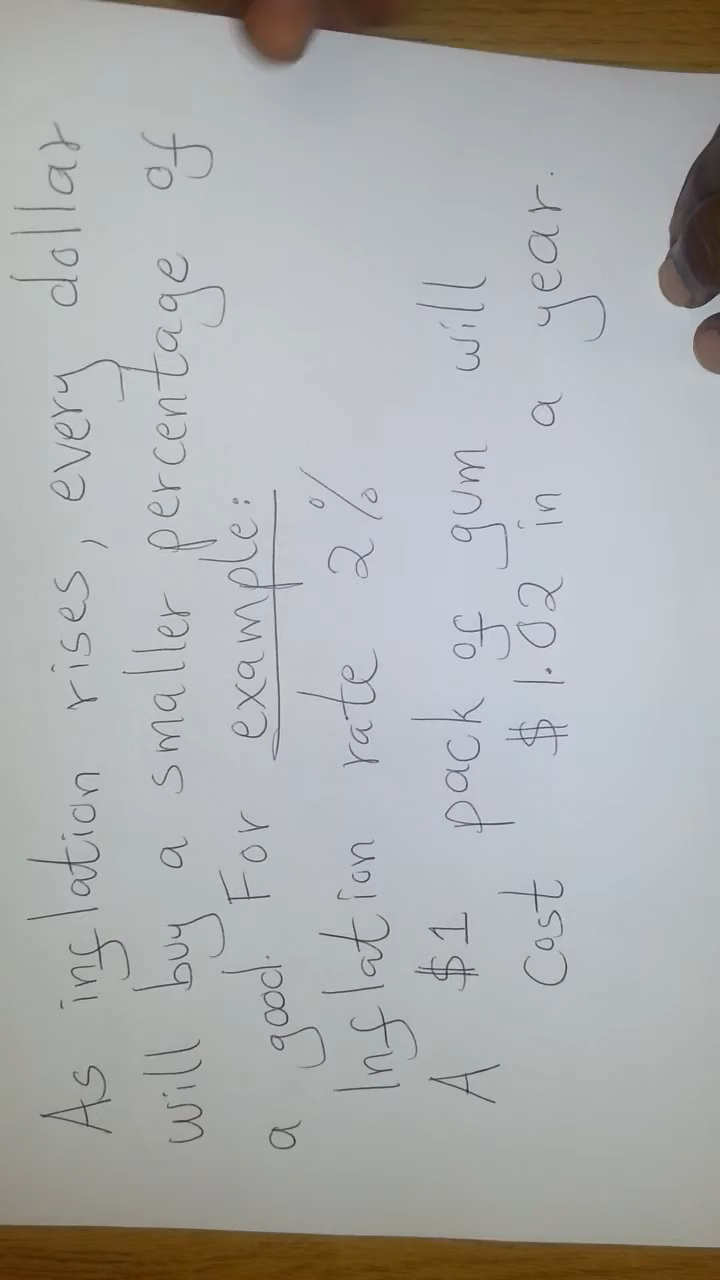 As inflation rises, every dollar
will buy a smaller percentage of
a good. For example:
Inflation rate 2%
A $1 pack of gum will
Cost $1.02 in a year.